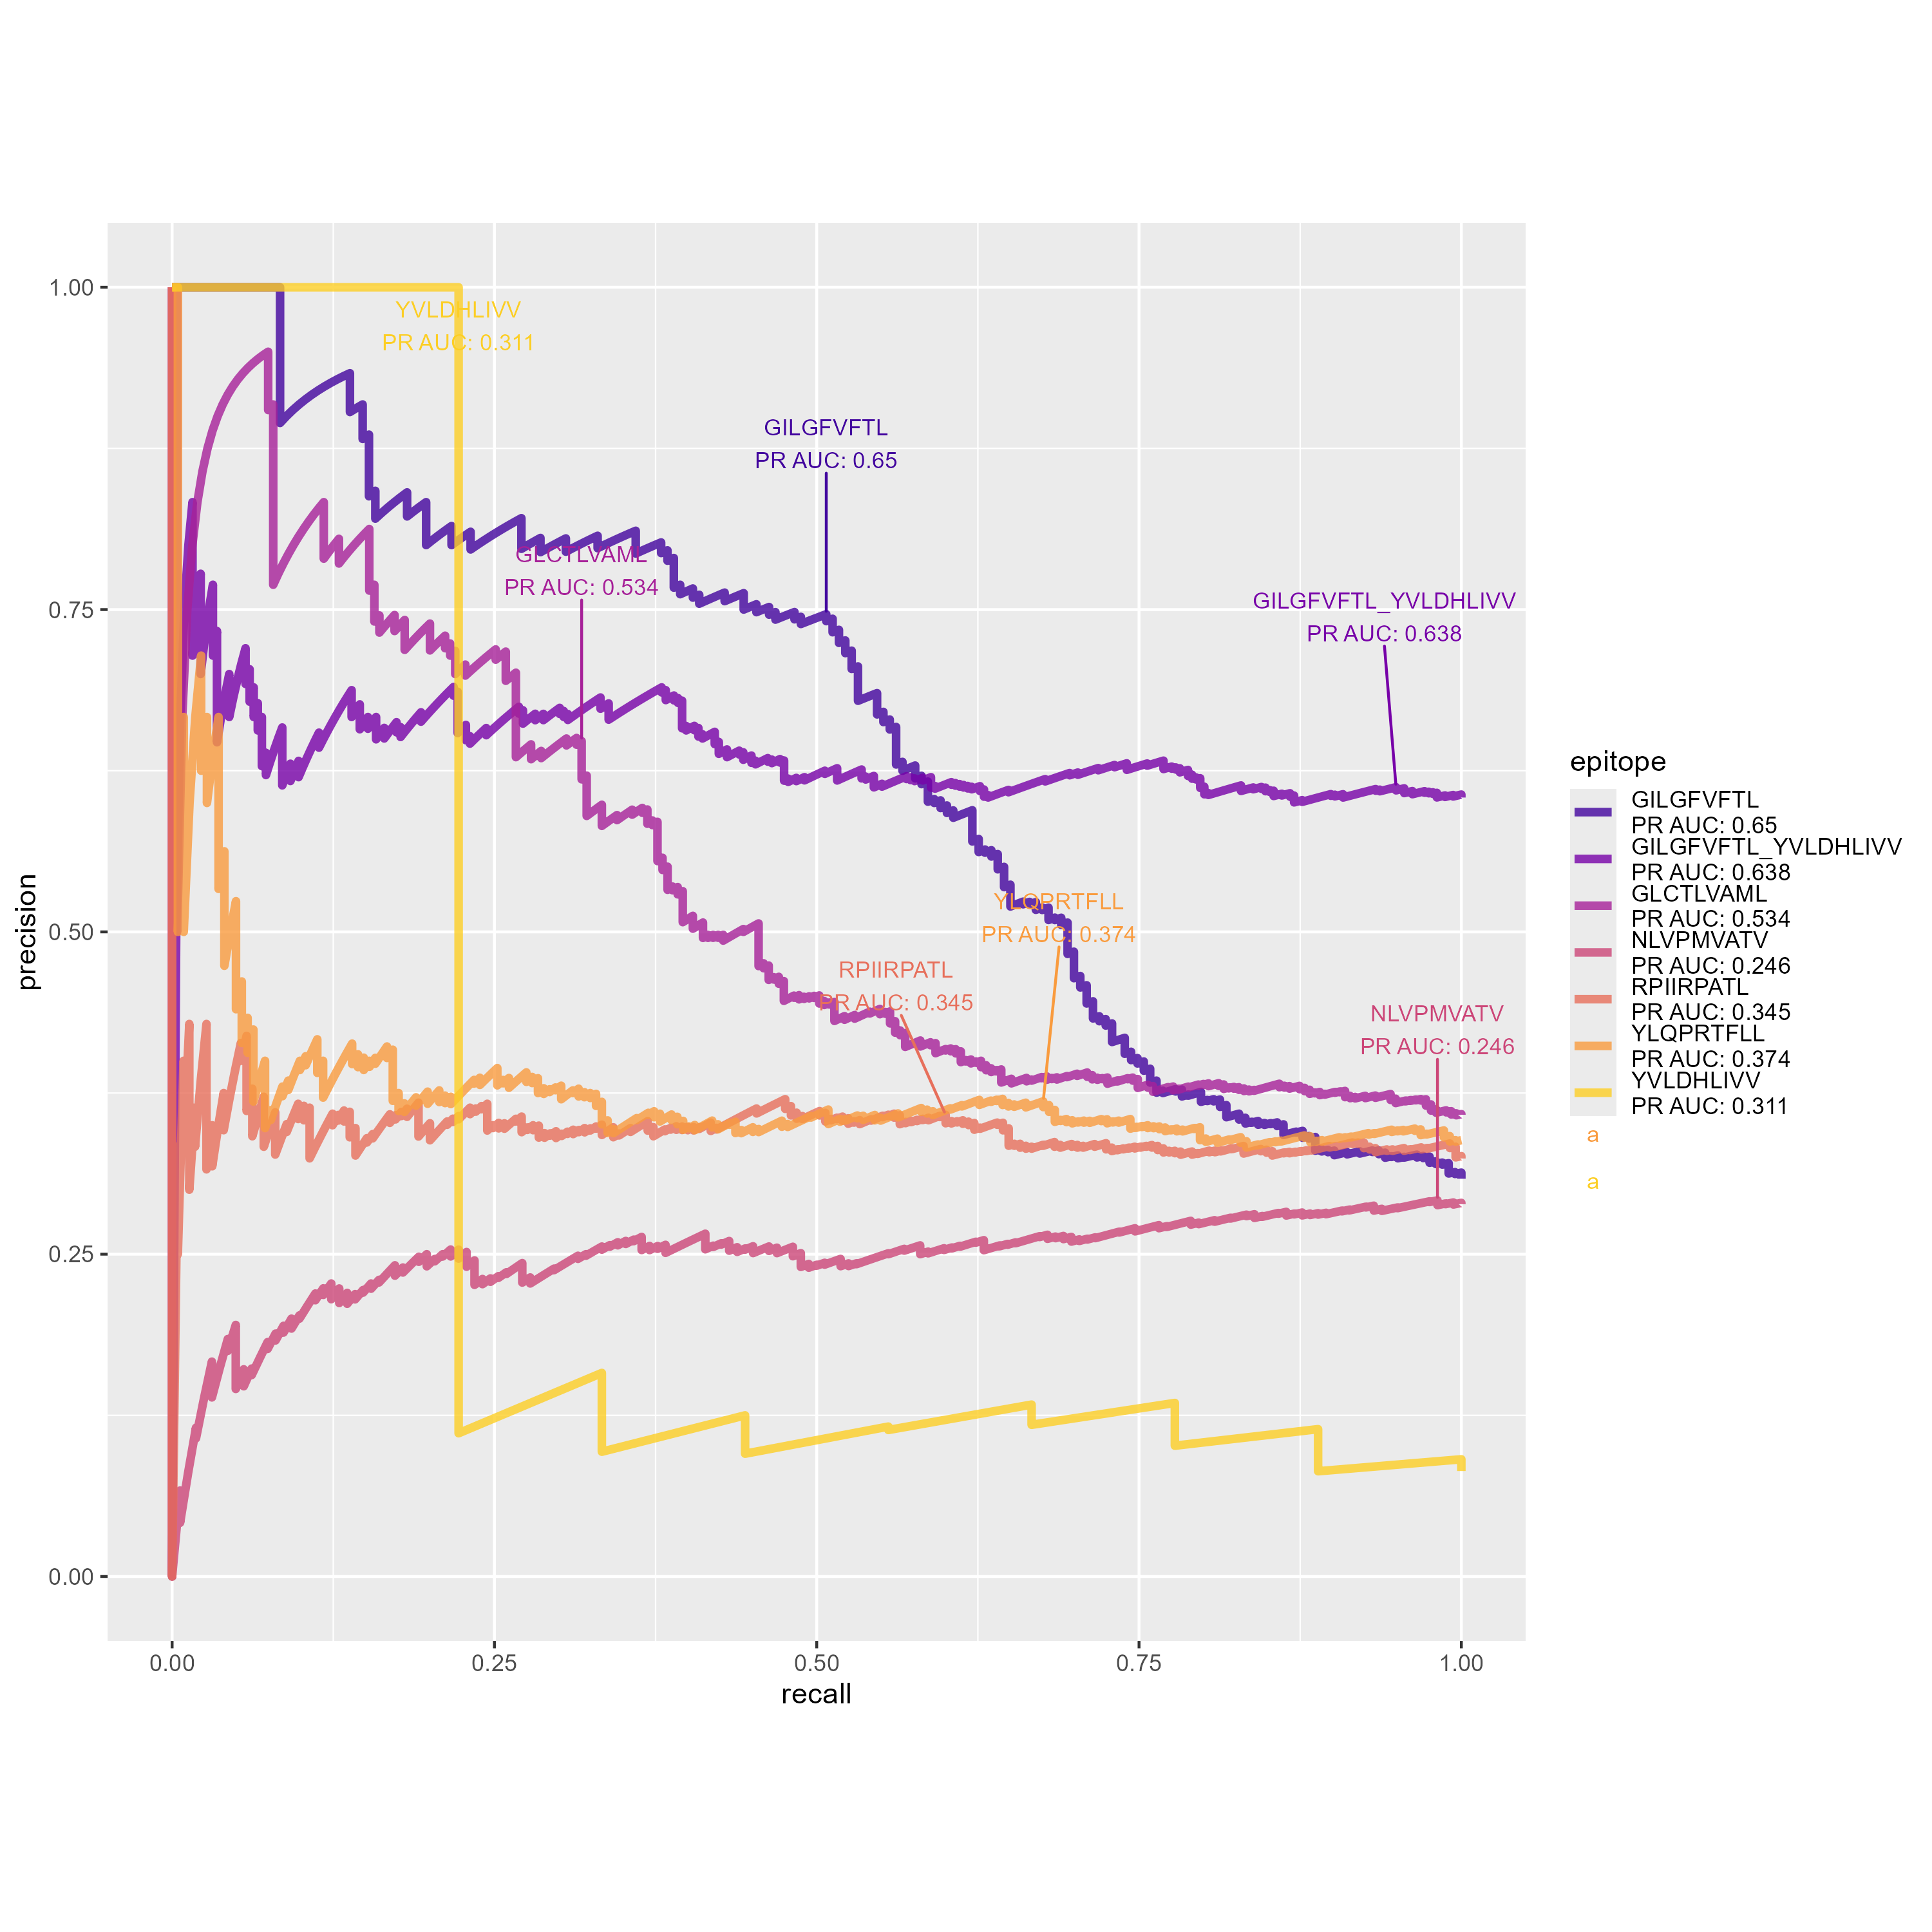 YVLDHLIVV
PR AUC: 0.311
GILGFVFTL
PR AUC: 0.65
GLCTLVAML
PR AUC: 0.534
GILGFVFTL_YVLDHLIVV
PR AUC: 0.638
YLQPRTFLL
PR AUC: 0.374
RPIIRPATL
PR AUC: 0.345
NLVPMVATV
PR AUC: 0.246
1.00
0.75
0.50
0.25
0.00
precision
0.00
0.25
0.50
0.75
1.00
recall
epitope
GILGFVFTL
PR AUC: 0.65
GILGFVFTL_YVLDHLIVV
PR AUC: 0.638
GLCTLVAML
PR AUC: 0.534
NLVPMVATV
PR AUC: 0.246
RPIIRPATL
PR AUC: 0.345
YLQPRTFLL
PR AUC: 0.374
YVLDHLIVV
PR AUC: 0.311
a
a